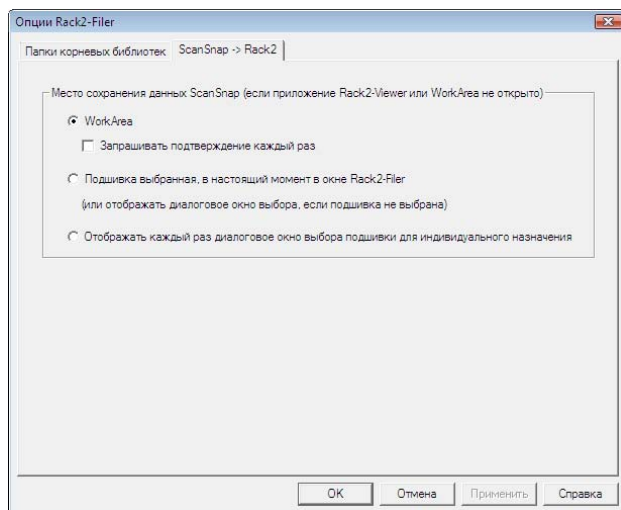 Опции Rack2-Filer
Папки корневых библиотек
ScanSnap -> Rack2
Место сохранения данных ScanSnap (если приложение Rack2-Viewer или WorkArea не открыто)
WorkArea
Запрашивать подтверждение каждый раз
Подшивка выбранная, в настоящий момент в окне Rack2-Filer
(или отображать диалоговое окно выбора, если подшивка не выбрана)
Отображать каждый раз диалоговое окно выбора подшивки для индивидуального назначения
OK
Отмена
Применить
Справка